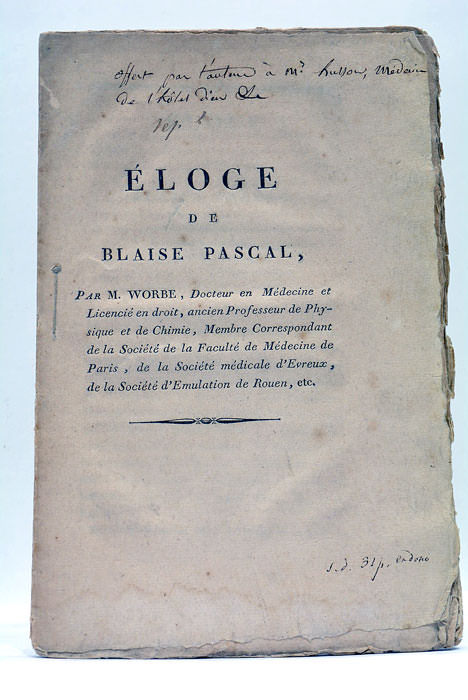 offert par l'auteur à Mr. husson, Médecin
de l'hôtel dieu &c
ÉLOGE
DE
BLAISE PASCAL,
PAR M. WORBE, Docteur en Médecine et
Licencié en droit, ancien Professeur de Phy-
sique et de Chimie, Membre Correspondant
de la Société de la Faculté de Médecine de
Paris, de la Société médicale d'Evreux,
de la Société d'Emulation de Rouen, etc.
s.d. 31p.